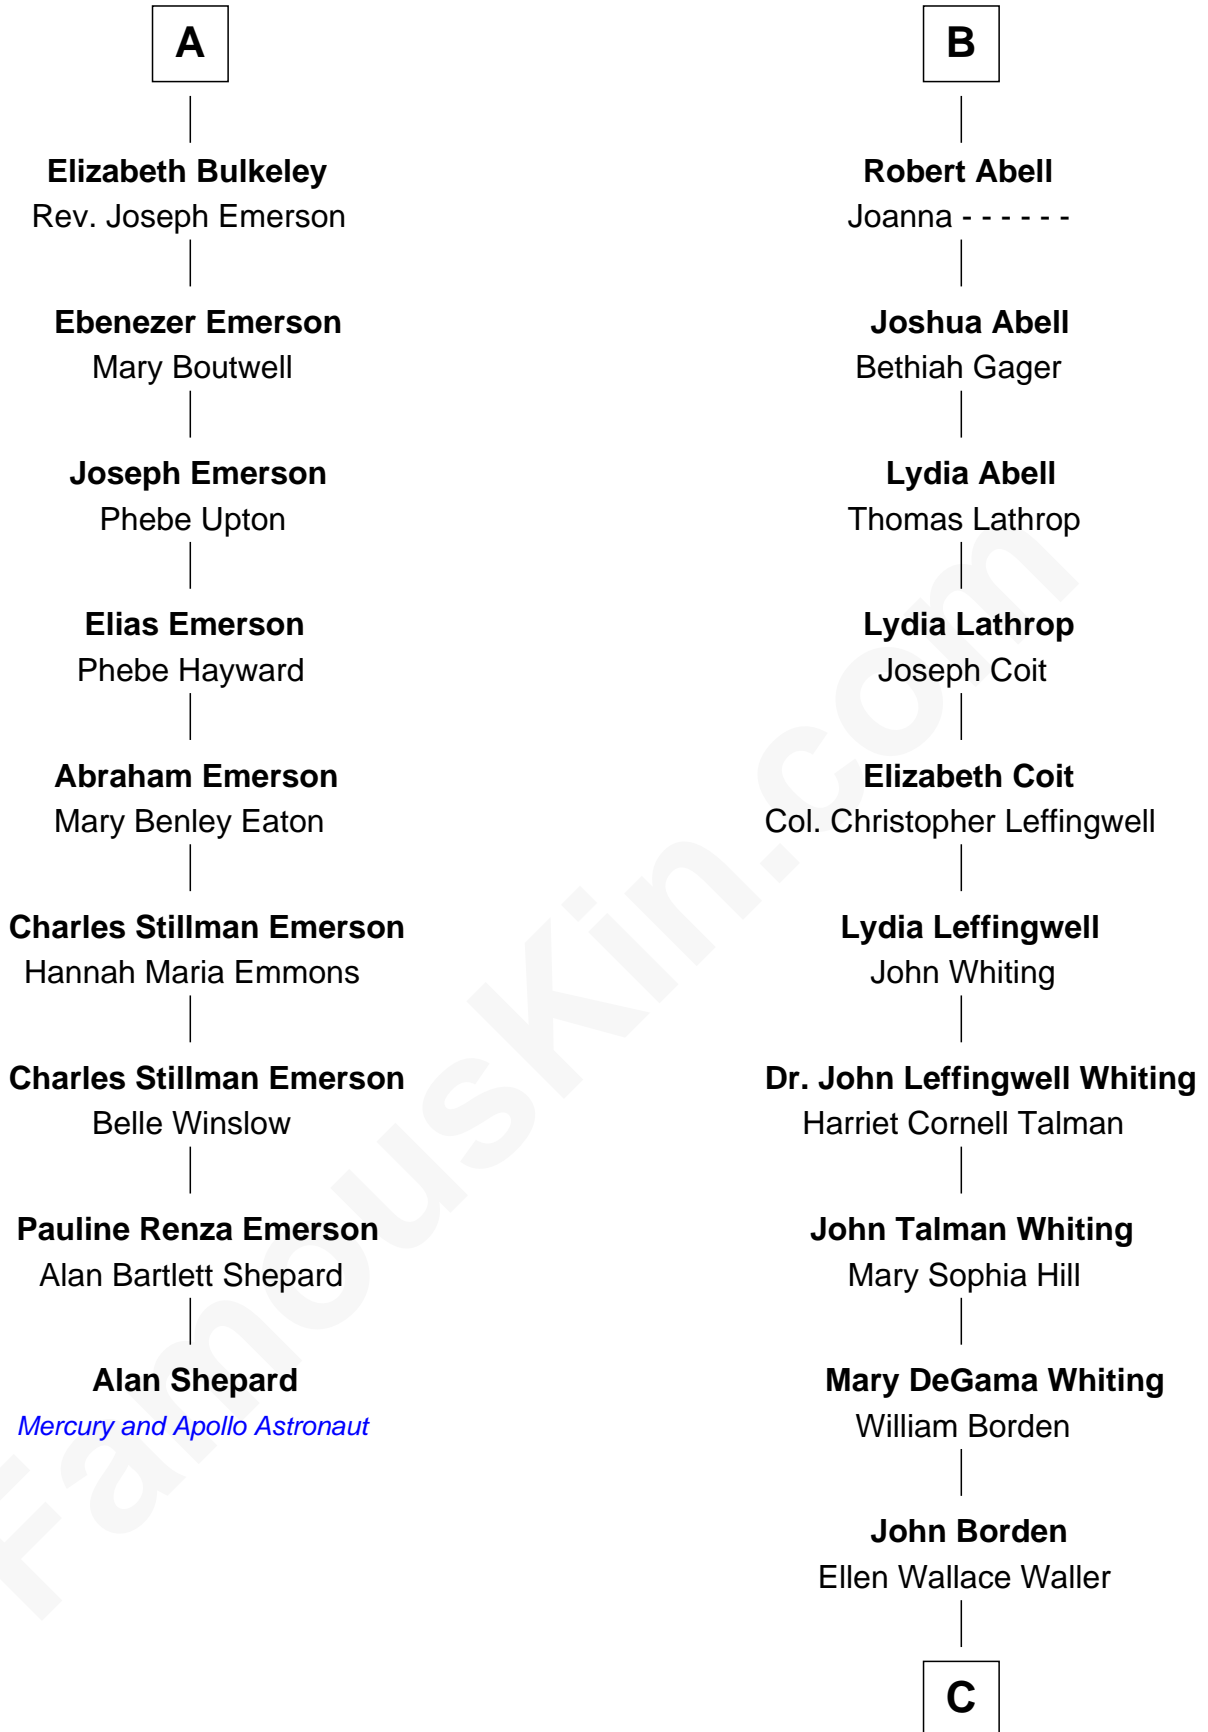 A
Elizabeth Bulkeley
Rev. Joseph Emerson
Ebenezer Emerson
Mary Boutwell
Joseph Emerson
Phebe Upton
Elias Emerson
Phebe Hayward
Abraham Emerson
Mary Benley Eaton
Charles Stillman Emerson
Hannah Maria Emmons
Charles Stillman Emerson
Belle Winslow
Pauline Renza Emerson
Alan Bartlett Shepard
Alan Shepard
Mercury and Apollo Astronaut
B
Robert Abell
Joanna - - - - - -
Joshua Abell
Bethiah Gager
Lydia Abell
Thomas Lathrop
Lydia Lathrop
Joseph Coit
Elizabeth Coit
Col. Christopher Leffingwell
Lydia Leffingwell
John Whiting
Dr. John Leffingwell Whiting
Harriet Cornell Talman
John Talman Whiting
Mary Sophia Hill
Mary DeGama Whiting
William Borden
John Borden
Ellen Wallace Waller
C
FamousKin.com